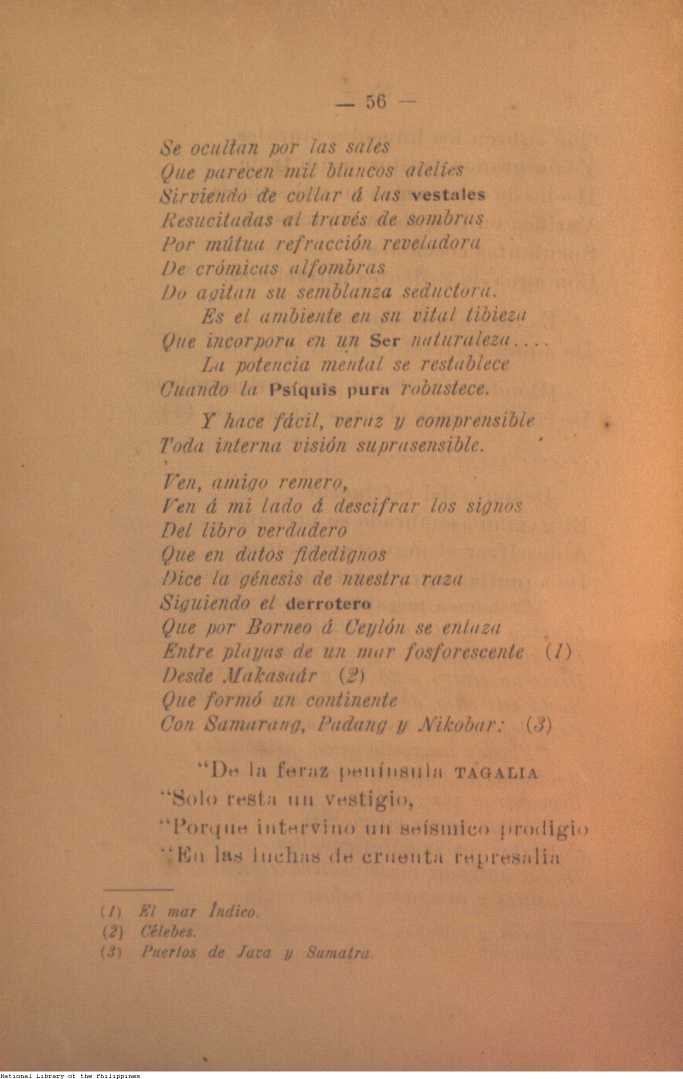 — 56 —
Se ocultan por las sales
Que parecen mil blancos alelíes
Sirviendo de collar á las vestales
Resucitadas al través de sombras
Por mútua refracción reveladora
De crómicas alfombras
Do agitan su semblanza seductora.
Es el ambiente en su vital tibieza
Que incorpora en un Ser naturaleza....
La potencia mental se restablece
Cuando la Psíquis pura robustece.
Y hace fácil, veraz y comprensible
Toda interna visión suprasensible.
Ven, amigo remero,
Ven á mi lado á descifrar los signos
Del libro verdadero
Que en datos fidedignos
Dice la génesis de nuestra raza
Siguiendo el derrotero
Que por Borneo á Ceylón se enlaza
Entre playas de un mar fosforescente (1)
Desde Makasaár (2)
Que formó un continente
Con Samarang, Padang y Nikobar: (3)
“De la feraz península TAGALIA
“Solo resta un vestigio,
“Porque intervino un seísmico prodigio
“En las luchas de cruenta represalia
(1) El mar Índico.
(2) Célebes.
(3) Puertos de Java y Sumatra.
National Library of the Philippines